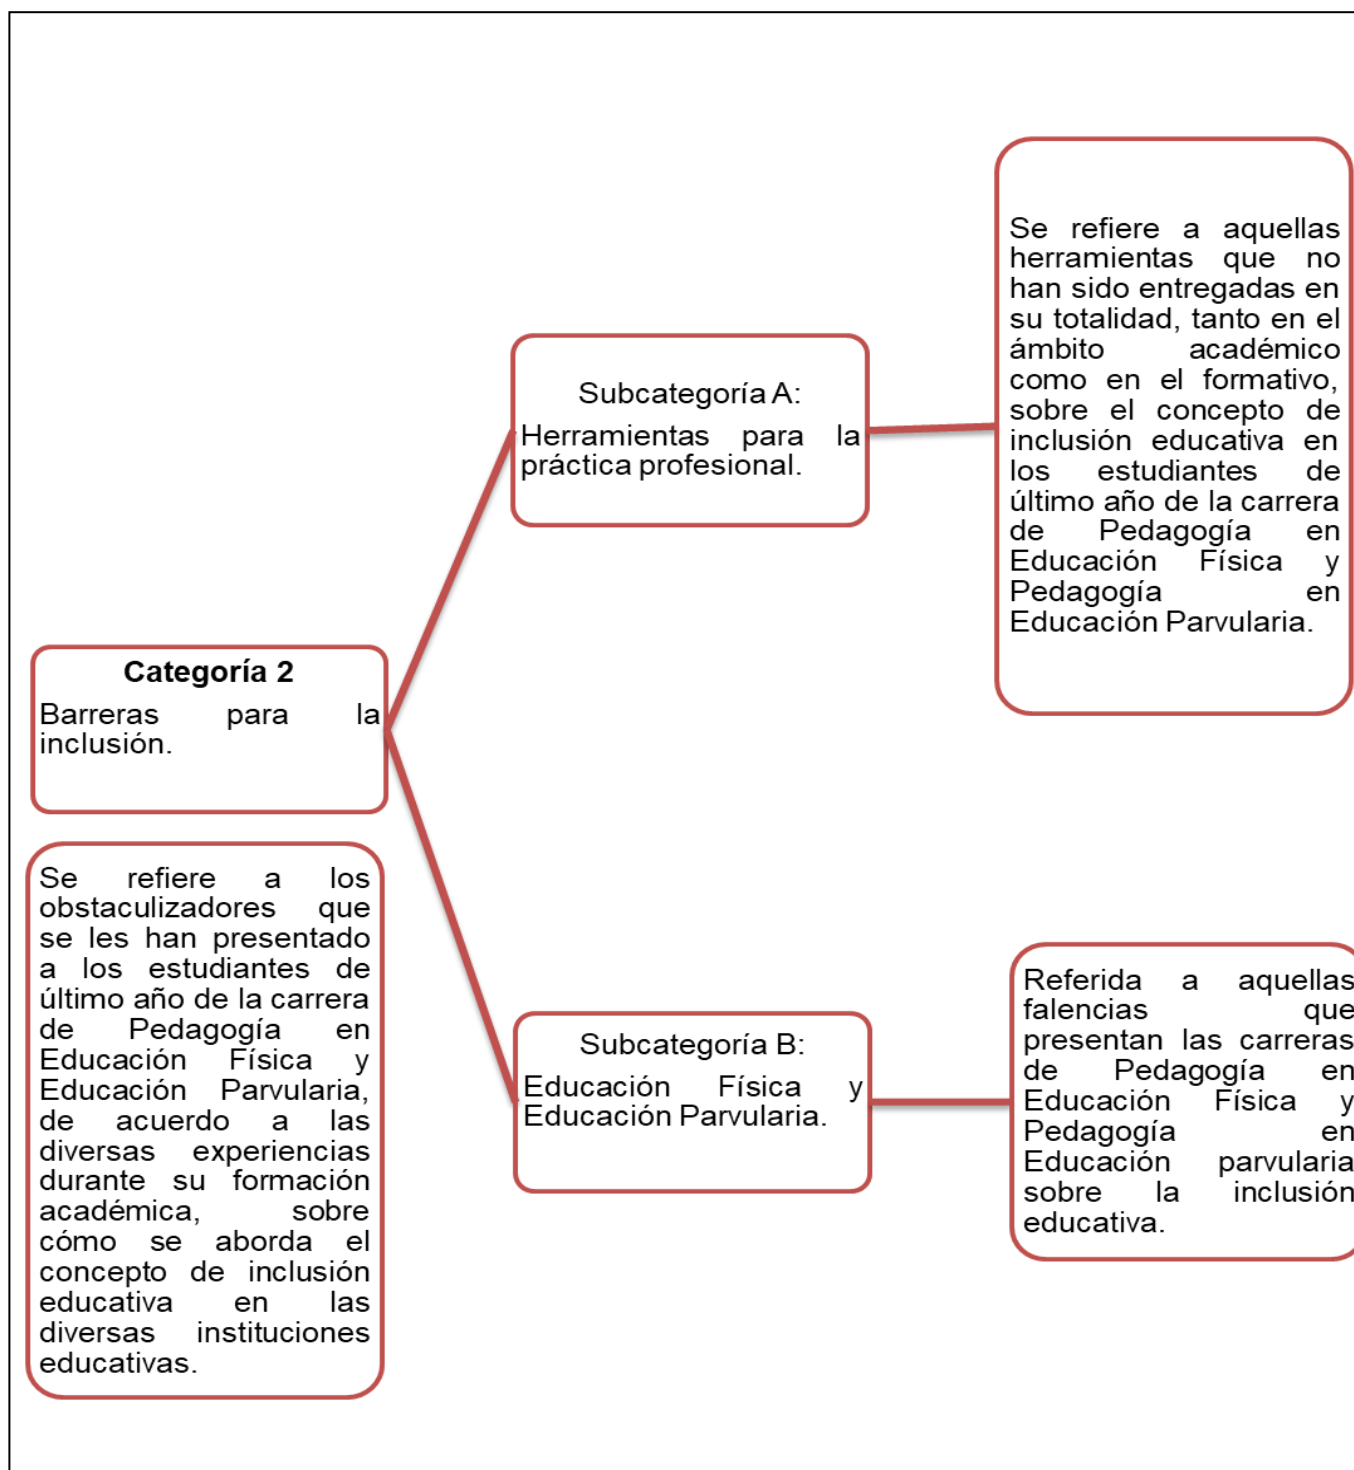 Categoría 2
Barreras para la
inclusión.
Se refiere a los
obstaculizadores que
se les han presentado
a los estudiantes de
último año de la carrera
de Pedagogía en
Educación Física y
Educación Parvularia,
de acuerdo a las
diversas experiencias
durante su formación
académica, sobre
cómo se aborda el
concepto de inclusión
educativa en las
diversas instituciones
educativas.
Subcategoría A:
Herramientas para la
práctica profesional.
Se refiere a aquellas
herramientas que no
han sido entregadas en
su totalidad, tanto en el
ámbito académico
como en el formativo,
sobre el concepto de
inclusión educativa en
los estudiantes de
último año de la carrera
de Pedagogía en
Educación Física y
Pedagogía en
Educación Parvularia.
Subcategoría B:
Educación Física y
Educación Parvularia.
Referida a aquellas
falencias que
presentan las carreras
de Pedagogía en
Educación Física y
Pedagogía en
Educación parvularia
sobre la inclusión
educativa.